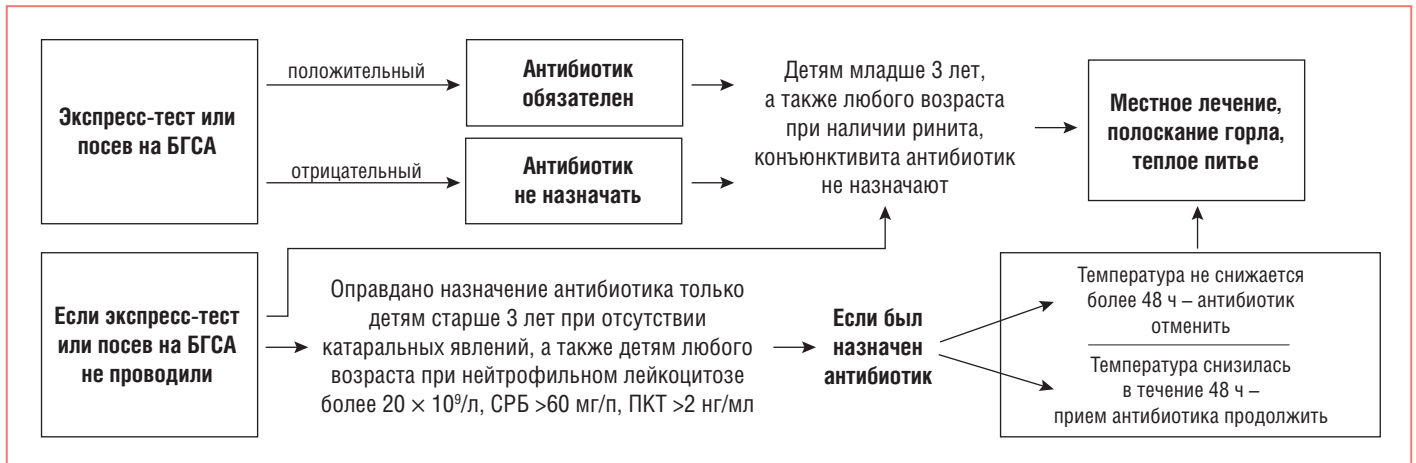 Экспресс-тест или
посев на БГСА
положительный
отрицательный
Антибиотик
обязателен
Антибиотик
не назначать
Детям младше 3 лет,
а также любого возраста
при наличии ринита,
конъюнктивита антибиотик
не назначают
Местное лечение,
полоскание горла,
теплое питье
Если экспресс-тест
или посев на БГСА
не проводили
Оправдано назначение антибиотика только
детям старше 3 лет при отсутствии
катаральных явлений, а также детям любого
возраста при нейтрофильном лейкоцитозе
более 20 × 10⁹/л, СРБ >60 мг/п, ПКТ >2 нг/мл
Если был
назначен
антибиотик
Температура не снижается
более 48 ч – антибиотик
отменить
Температура снизилась
в течение 48 ч –
прием антибиотика продолжить